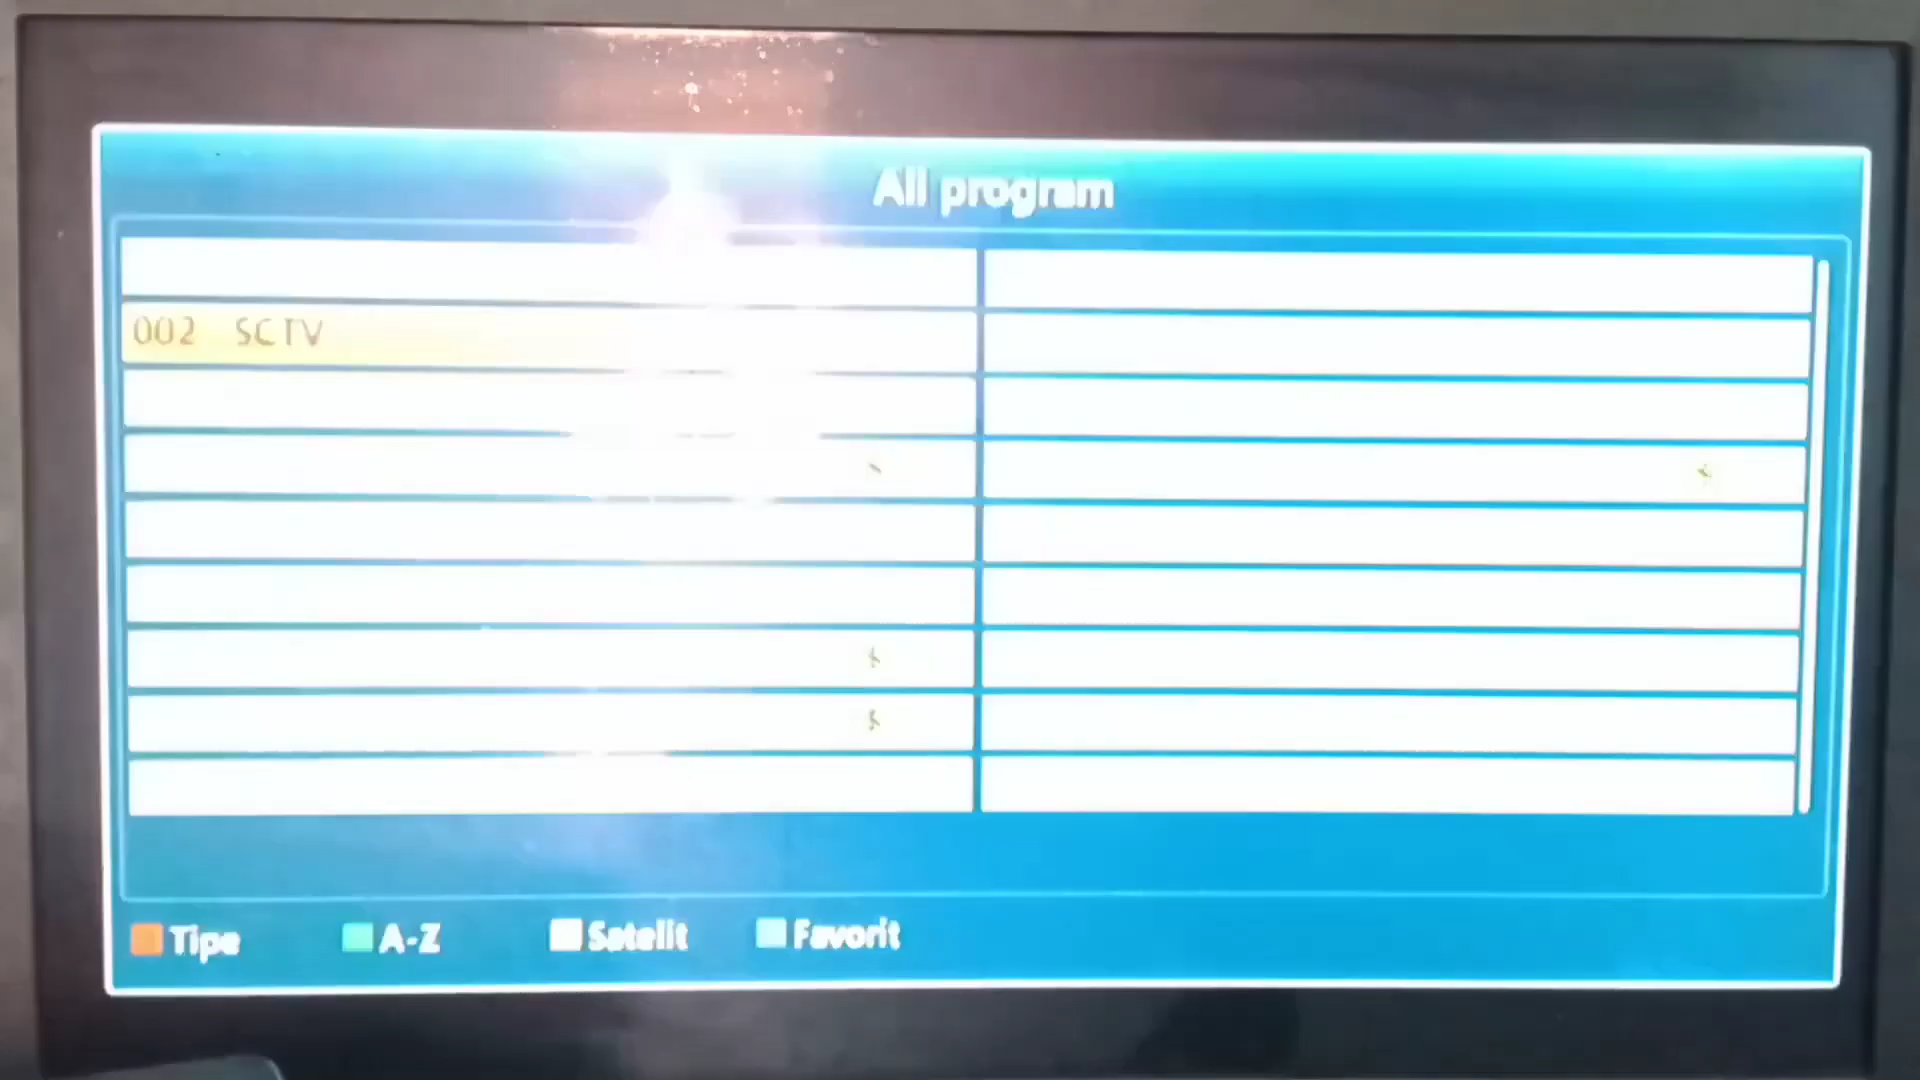 All program
002 SCTV
$
$
Tipe
A-Z
Satelit
Favorit